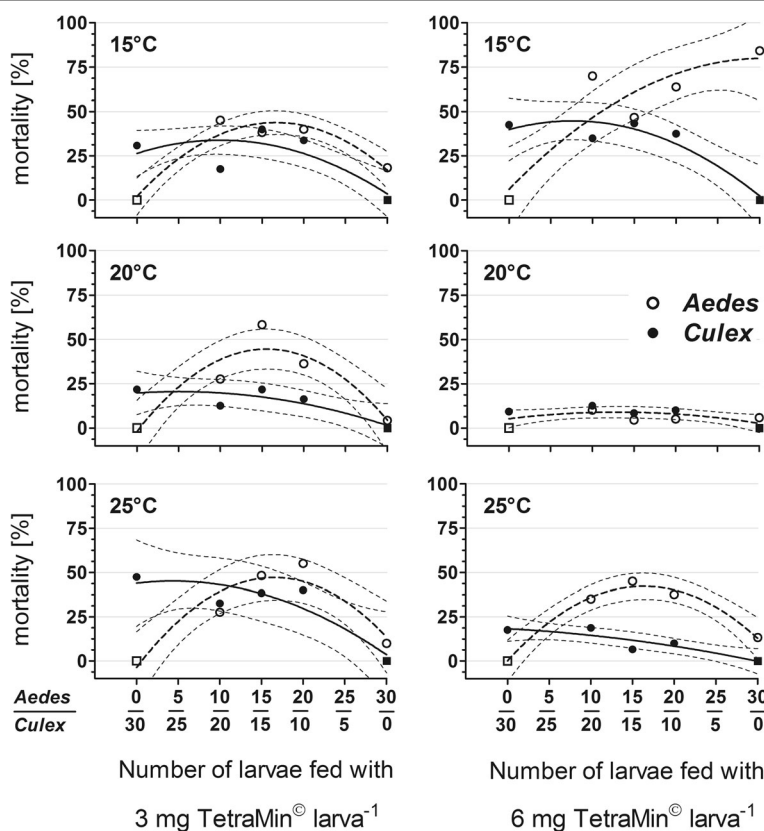 100
75
50
25
0
mortality [%]
15°C
100
75
50
25
0
15°C
100
75
50
25
0
mortality [%]
20°C
100
75
50
25
0
20°C
Aedes
Culex
100
75
50
25
0
mortality [%]
25°C
100
75
50
25
0
25°C
Aedes 0 5 10 15 20 25 30 0 5 10 15 20 25 30
Culex 30 25 20 15 10 5 0 30 25 20 15 10 5 0
Number of larvae fed with Number of larvae fed with
3 mg TetraMin© larva-1 6 mg TetraMin© larva-1